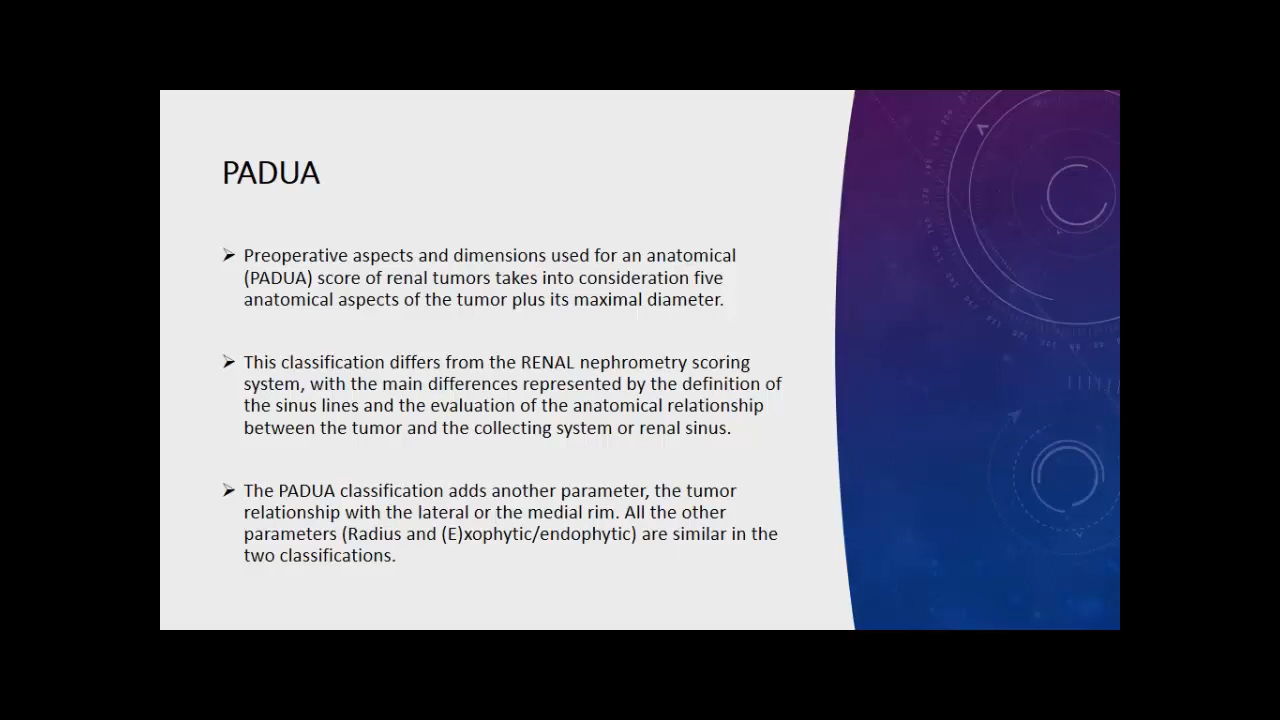 PADUA
Preoperative aspects and dimensions used for an anatomical
(PADUA) score of renal tumors takes into consideration five
anatomical aspects of the tumor plus its maximal diameter.
This classification differs from the RENAL nephrometry scoring
system, with the main differences represented by the definition of
the sinus lines and the evaluation of the anatomical relationship
between the tumor and the collecting system or renal sinus.
The PADUA classification adds another parameter, the tumor
relationship with the lateral or the medial rim. All the other
parameters (Radius and (E)xophytic/endophytic) are similar in the
two classifications.